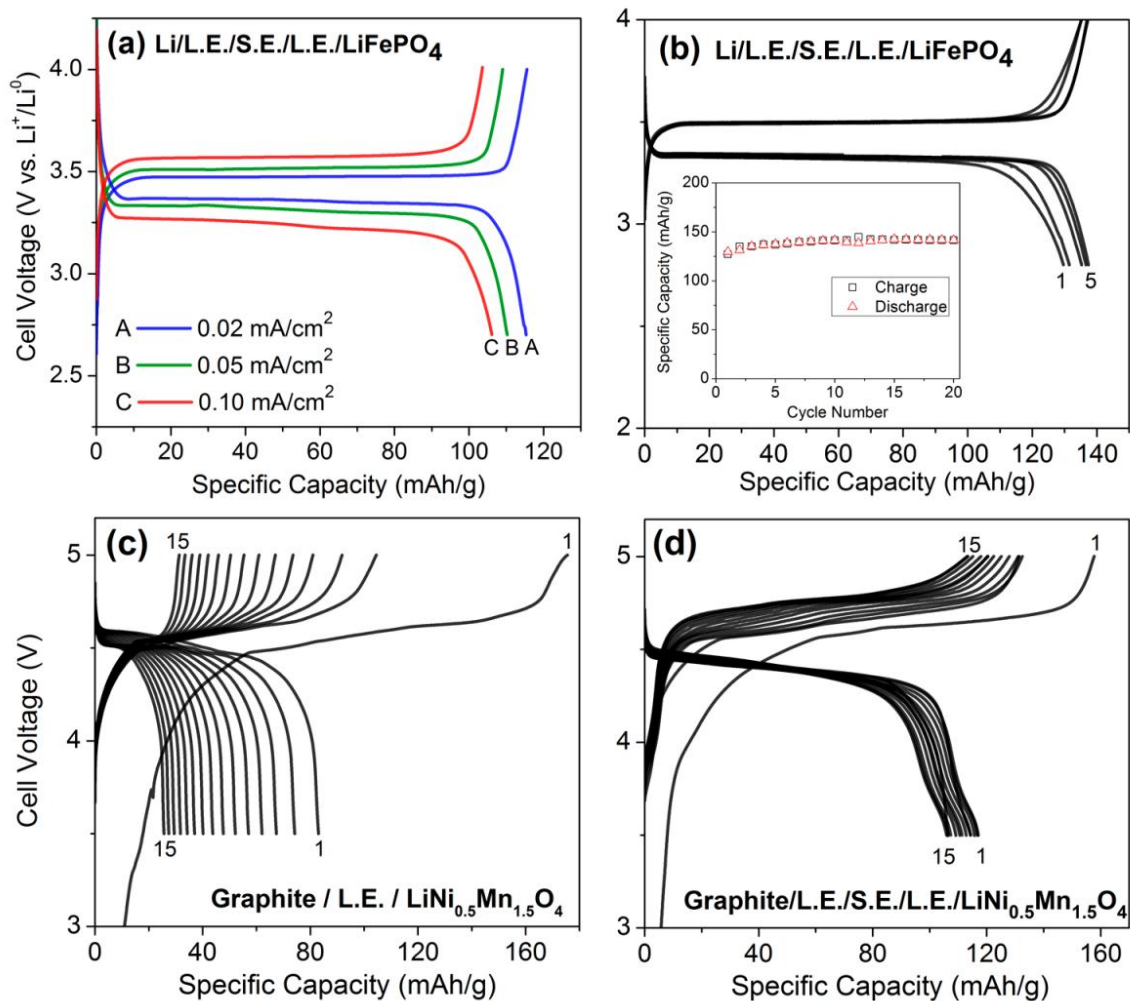 (a) Li/L.E./S.E./L.E./LiFePO4
Cell Voltage (V vs. Li+/Li0)
4.0
3.5
3.0
2.5
A 0.02 mA/cm2
B 0.05 mA/cm2
C 0.10 mA/cm2
C B A
0 20 40 60 80 100 120
Specific Capacity (mAh/g)
(b) Li/L.E./S.E./L.E./LiFePO4
4
3
2
1 5
Specific Capacity (mAh/g)
200
150
100
50
0
Charge
Discharge
0 5 10 15 20
Cycle Number
0 20 40 60 80 100 120 140
Specific Capacity (mAh/g)
(c)
Cell Voltage (V)
5
4
3
15 1
15 1
Graphite / L.E. / LiNi0.5Mn1.5O4
0 40 80 120 160
Specific Capacity (mAh/g)
(d)
5
4
3
15 1
15 1
Graphite/L.E./S.E./L.E./LiNi0.5Mn1.5O4
0 40 80 120 160
Specific Capacity (mAh/g)